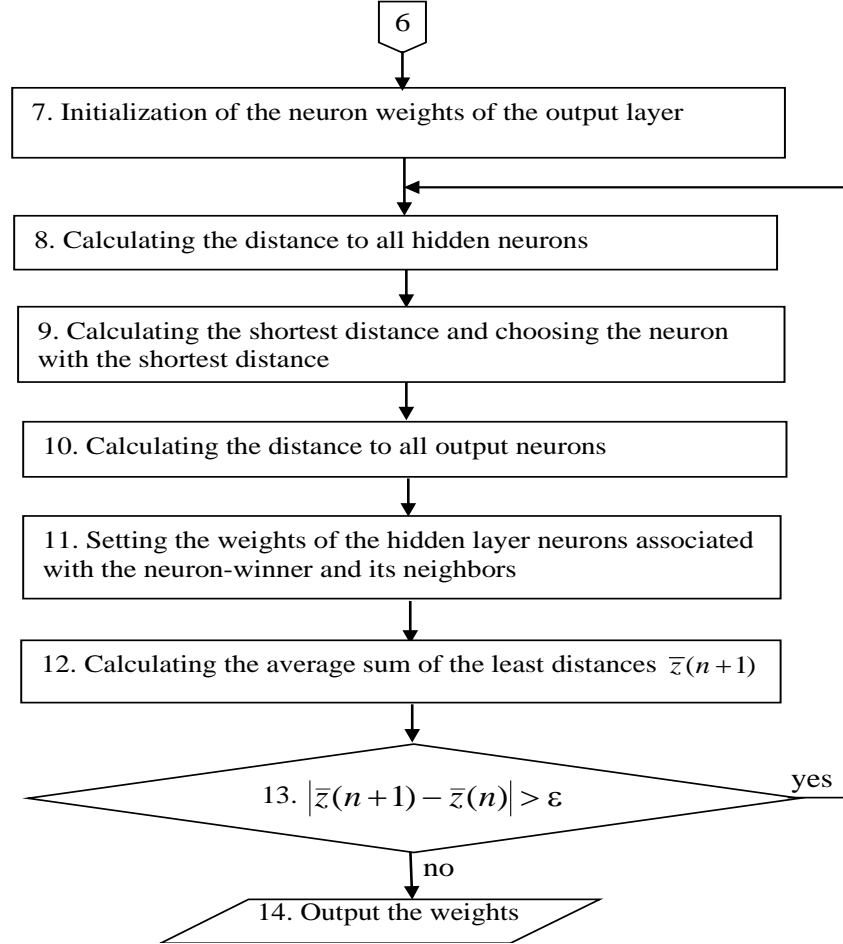 6
7. Initialization of the neuron weights of the output layer
8. Calculating the distance to all hidden neurons
9. Calculating the shortest distance and choosing the neuron
with the shortest distance
10. Calculating the distance to all output neurons
11. Setting the weights of the hidden layer neurons associated
with the neuron-winner and its neighbors
12. Calculating the average sum of the least distances z̅(n+1)
13. |z̅(n+1) − z̅(n)| > ε
yes
no
14. Output the weights